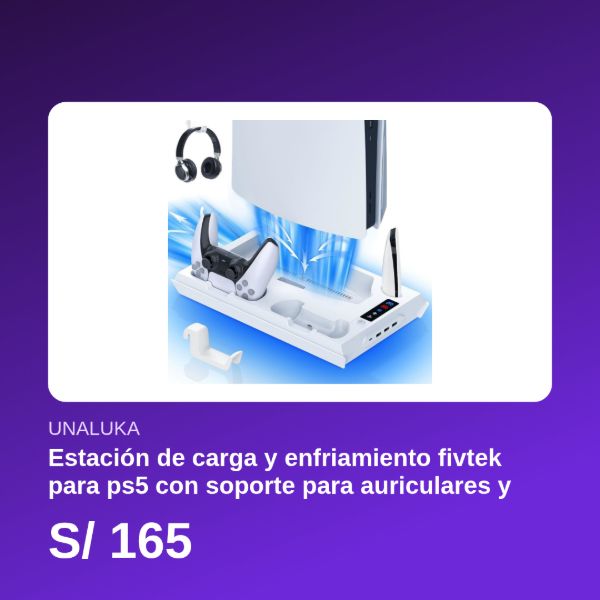 UNALUKA
Estación de carga y enfriamiento fivtek
para ps5 con soporte para auriculares y
S/ 165